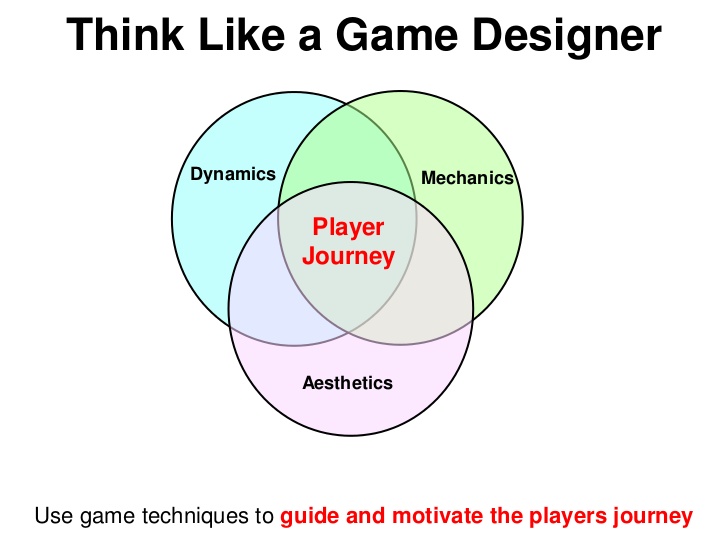 Think Like a Game Designer
Dynamics
Mechanics
Player
Journey
Aesthetics
Use game techniques to guide and motivate the players journey